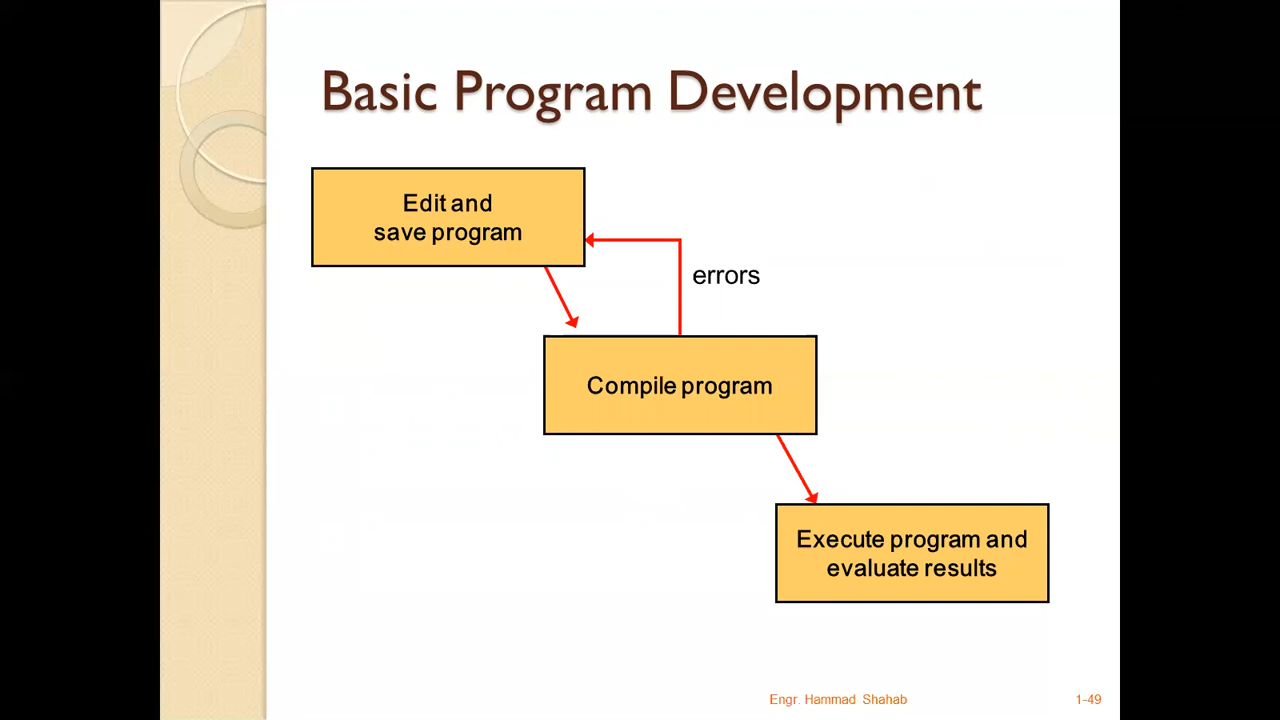 Basic Program Development
Edit and
save program
errors
Compile program
Execute program and
evaluate results
Engr. Hammad Shahab
1-49